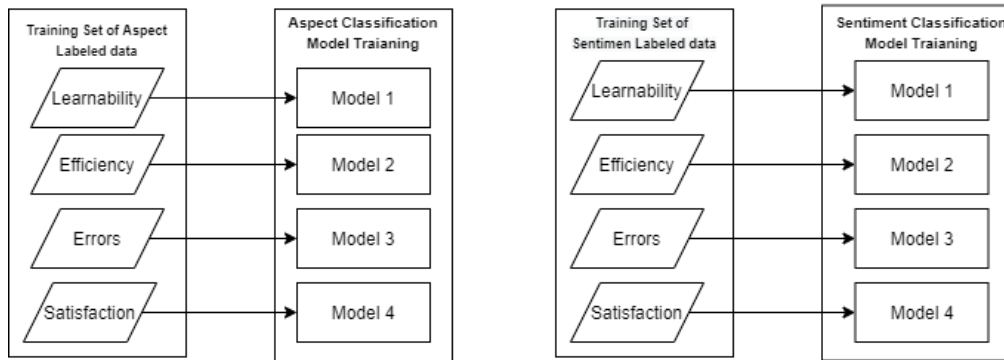 Training Set of Aspect
Labeled data
Learnability
Efficiency
Errors
Satisfaction
Aspect Classification
Model Traianing
Model 1
Model 2
Model 3
Model 4
Training Set of
Sentimen Labeled data
Learnability
Efficiency
Errors
Satisfaction
Sentiment Classification
Model Traianing
Model 1
Model 2
Model 3
Model 4